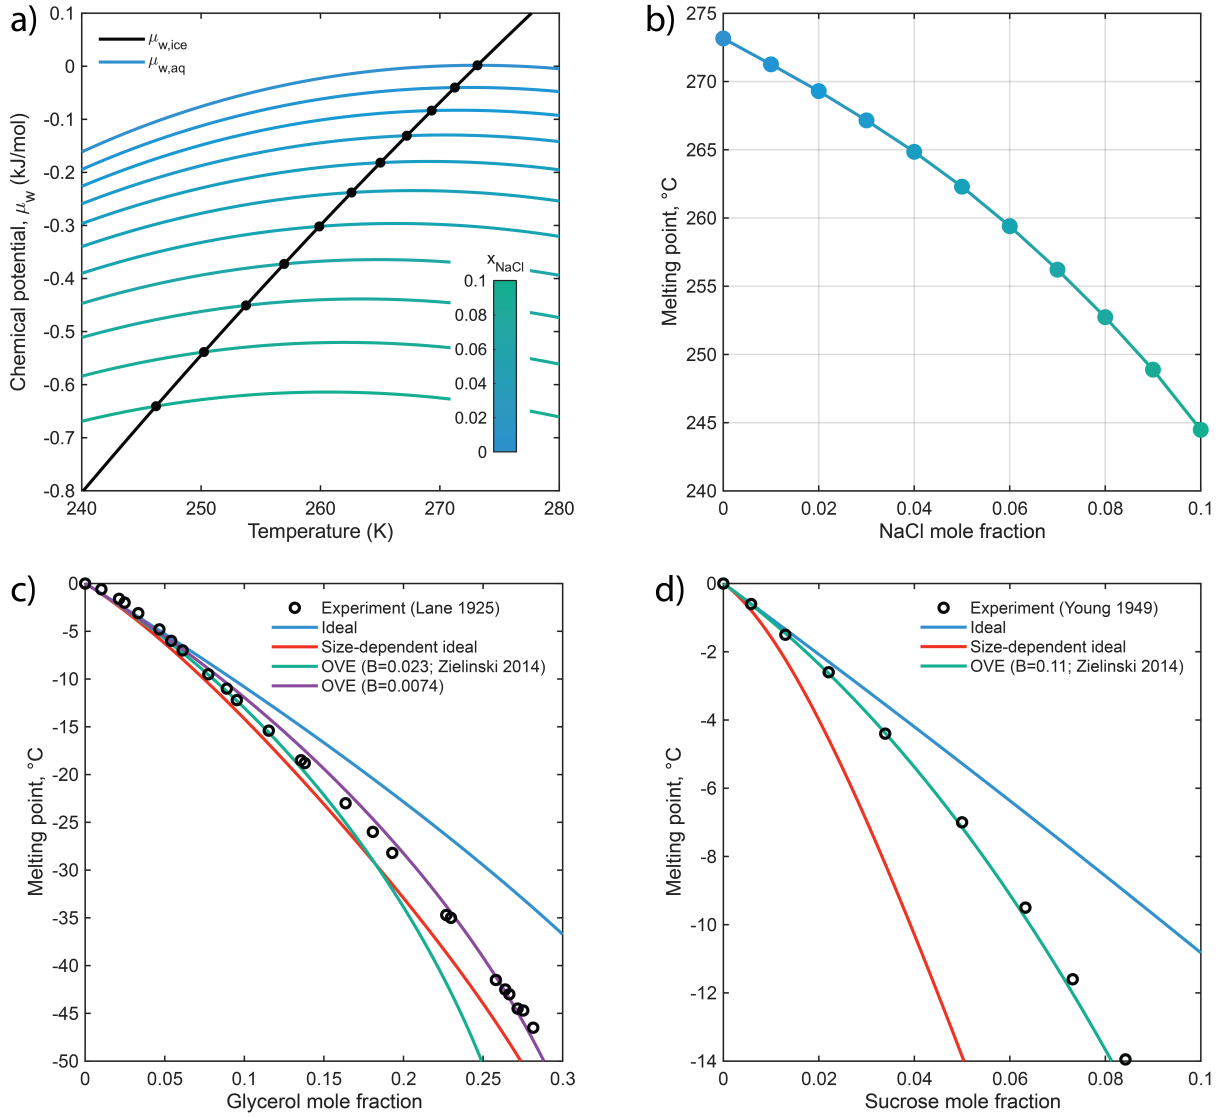 a)
0.1
0
-0.1
-0.2
-0.3
-0.4
-0.5
-0.6
-0.7
-0.8
Chemical potential, μw (kJ/mol)
μw,ice
μw,aq
xNaCl
0.1
0.08
0.06
0.04
0.02
0
240 250 260 270 280
Temperature (K)
b)
275
270
265
260
255
250
245
240
Melting point, °C
0 0.02 0.04 0.06 0.08 0.1
NaCl mole fraction
c)
0
-5
-10
-15
-20
-25
-30
-35
-40
-45
-50
Melting point, °C
Experiment (Lane 1925)
Ideal
Size-dependent ideal
OVE (B=0.023; Zielinski 2014)
OVE (B=0.0074)
0 0.05 0.1 0.15 0.2 0.25 0.3
Glycerol mole fraction
d)
0
-2
-4
-6
-8
-10
-12
-14
Melting point, °C
Experiment (Young 1949)
Ideal
Size-dependent ideal
OVE (B=0.11; Zielinski 2014)
0 0.02 0.04 0.06 0.08 0.1
Sucrose mole fraction